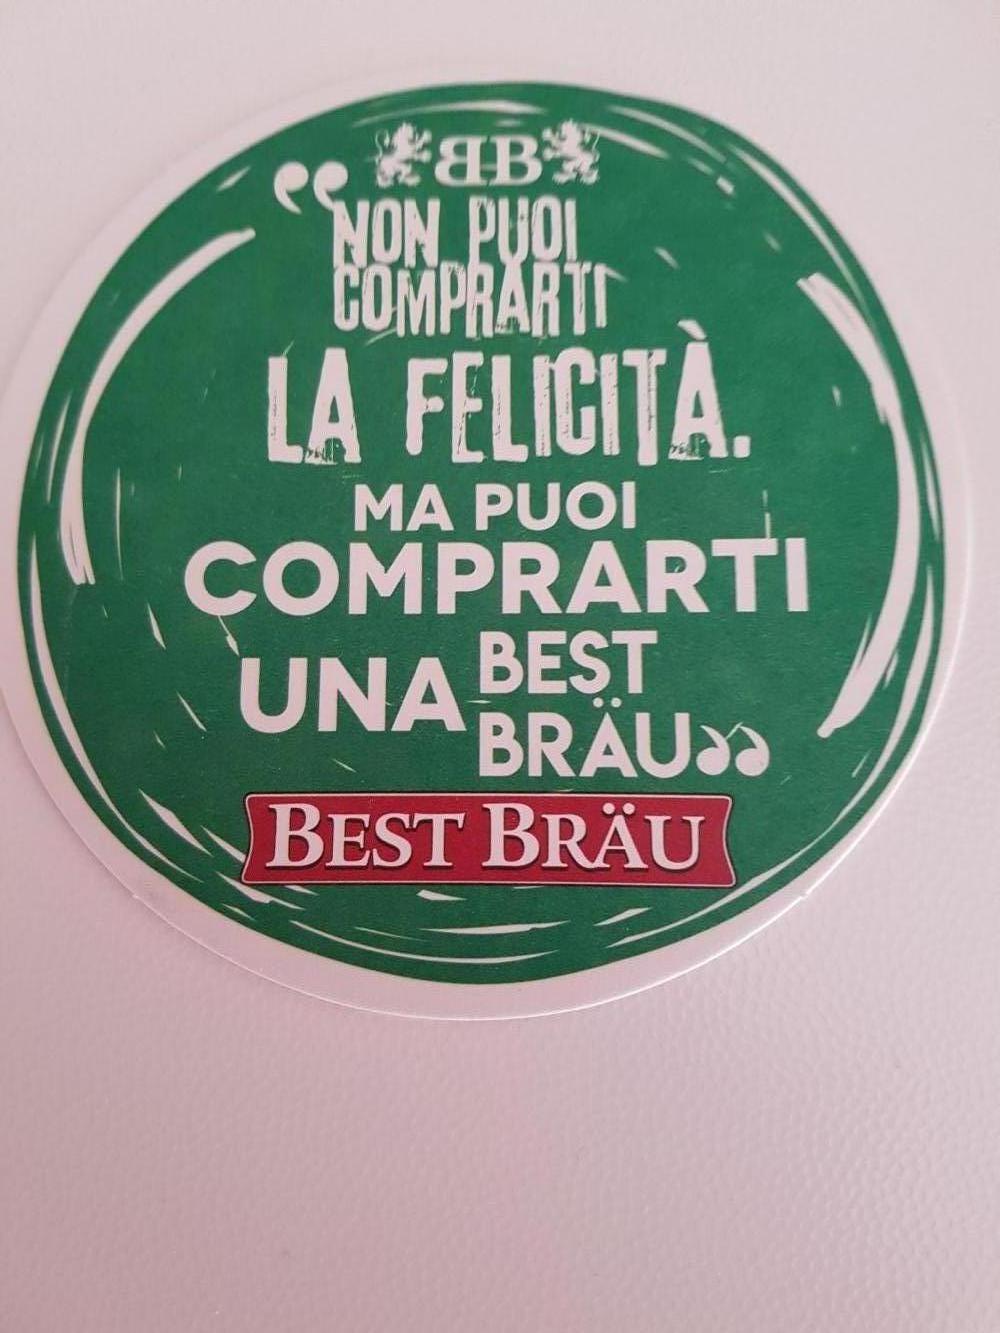 BB
“NON PUOI
COMPRARTI
LA FELICITÀ.
MA PUOI
COMPRARTI
UNA BEST
BRÄU”
BEST BRÄU